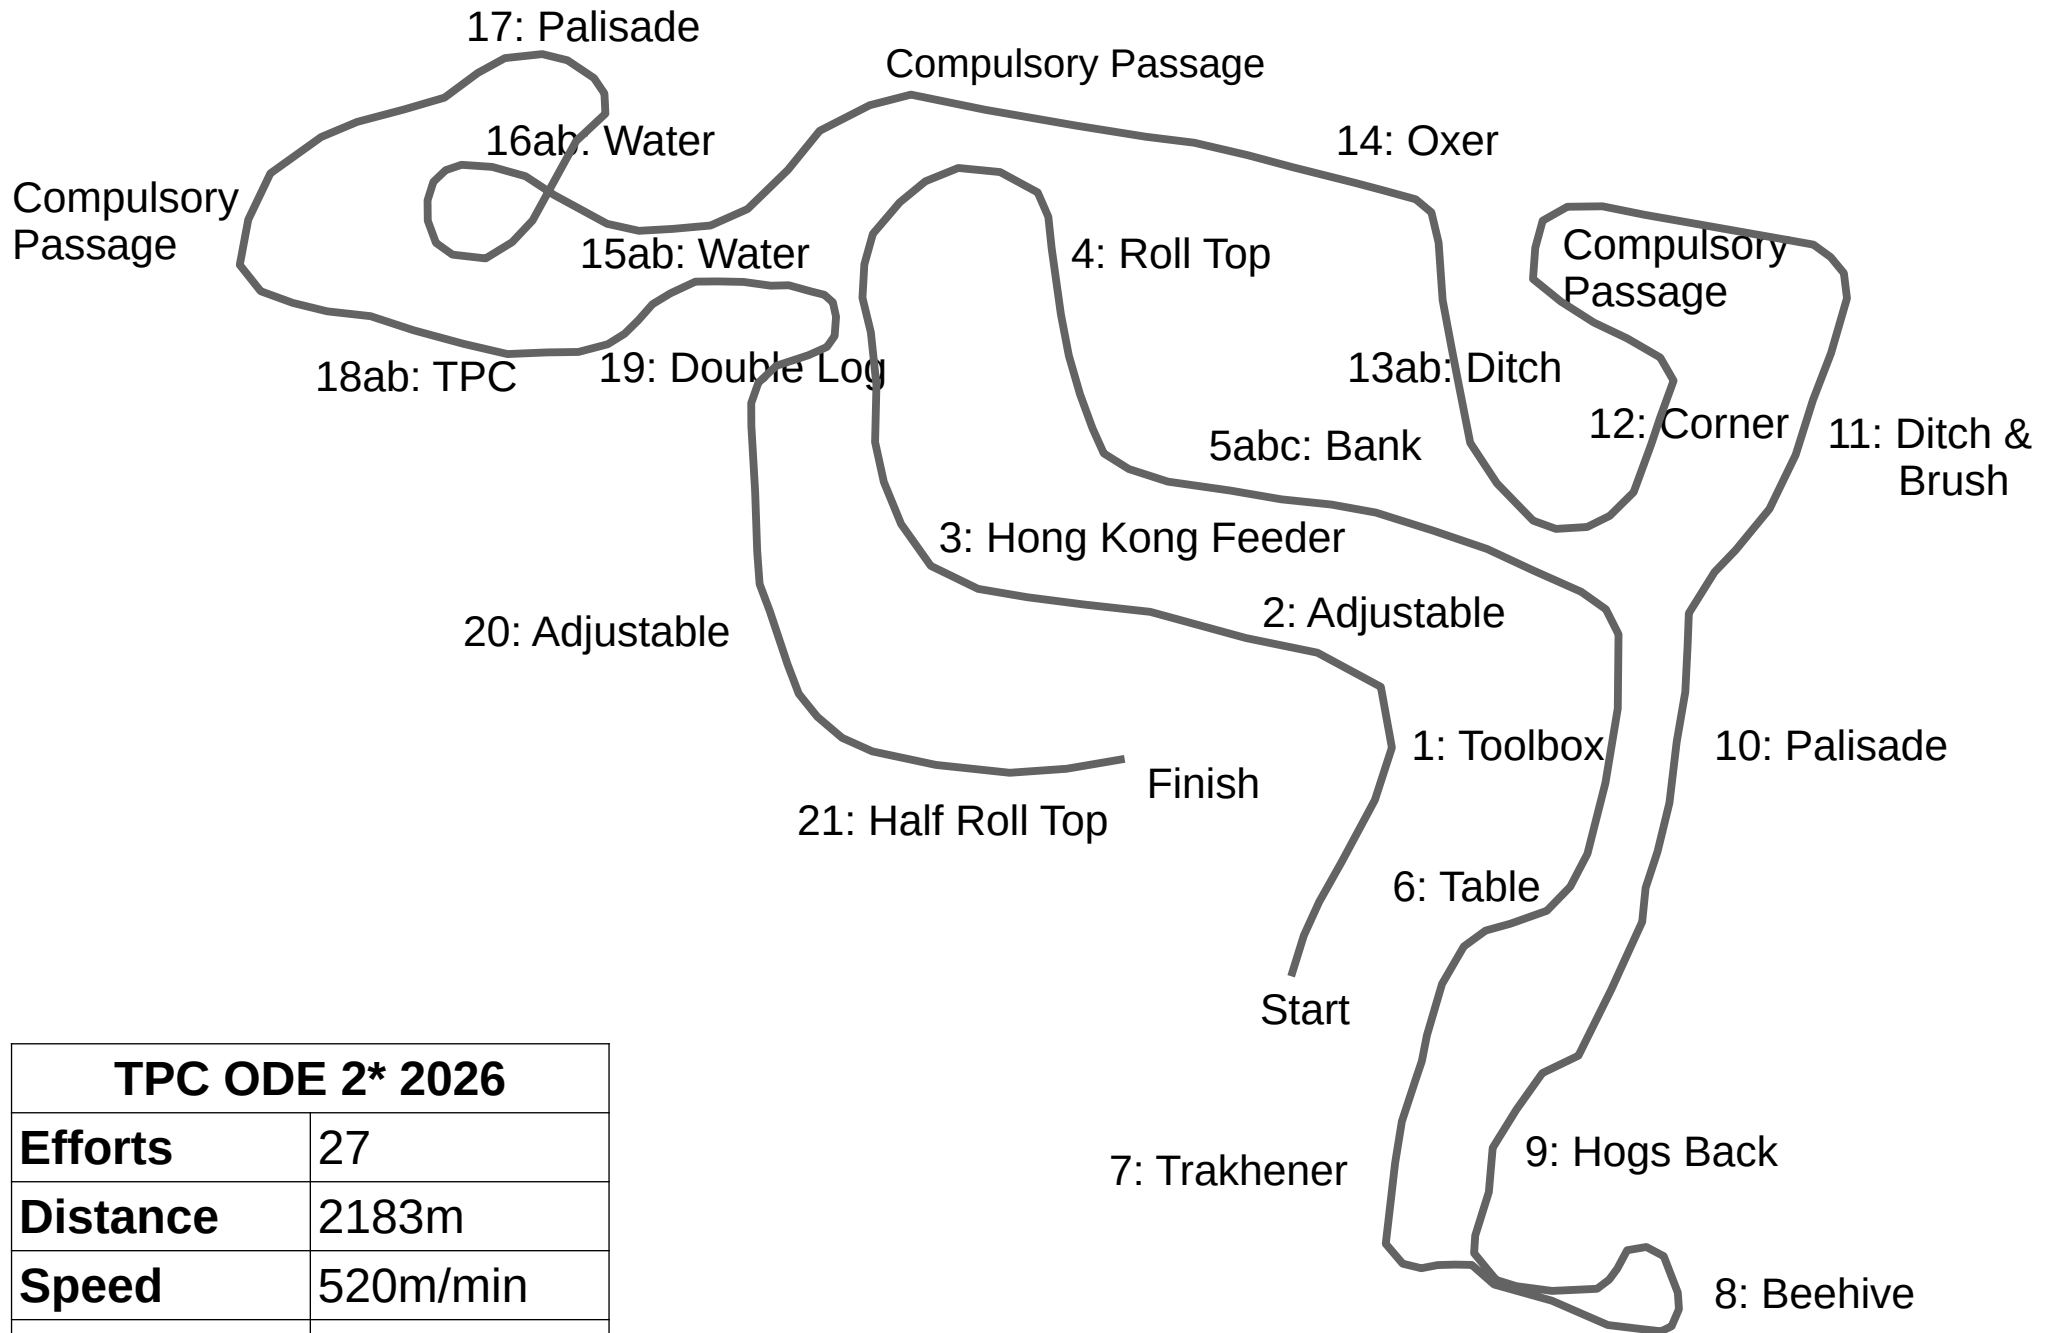 17: Palisade
Compulsory Passage
16ab: Water
14: Oxer
Compulsory
Passage
15ab: Water
4: Roll Top
Compulsory
Passage
18ab: TPC
19: Double Log
13ab: Ditch
12: Corner
11: Ditch &
Brush
5abc: Bank
3: Hong Kong Feeder
2: Adjustable
20: Adjustable
1: Toolbox
10: Palisade
Finish
21: Half Roll Top
6: Table
Start
7: Trakhener
9: Hogs Back
8: Beehive
TPC ODE 2* 2026
Efforts 27
Distance 2183m
Speed 520m/min